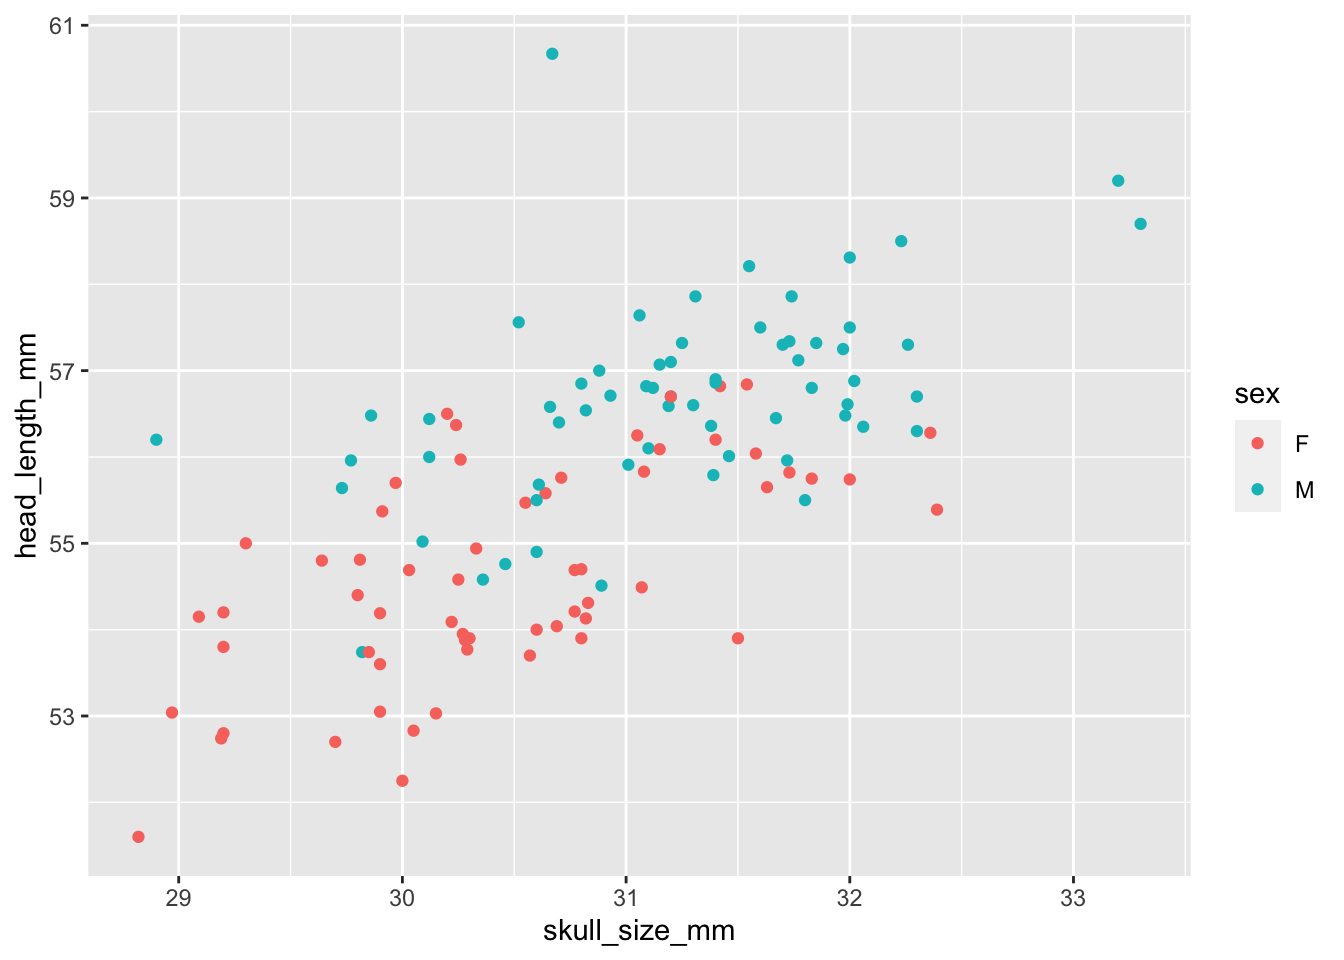 61
59
57
55
53
head_length_mm
29 30 31 32 33
skull_size_mm
sex
F
M